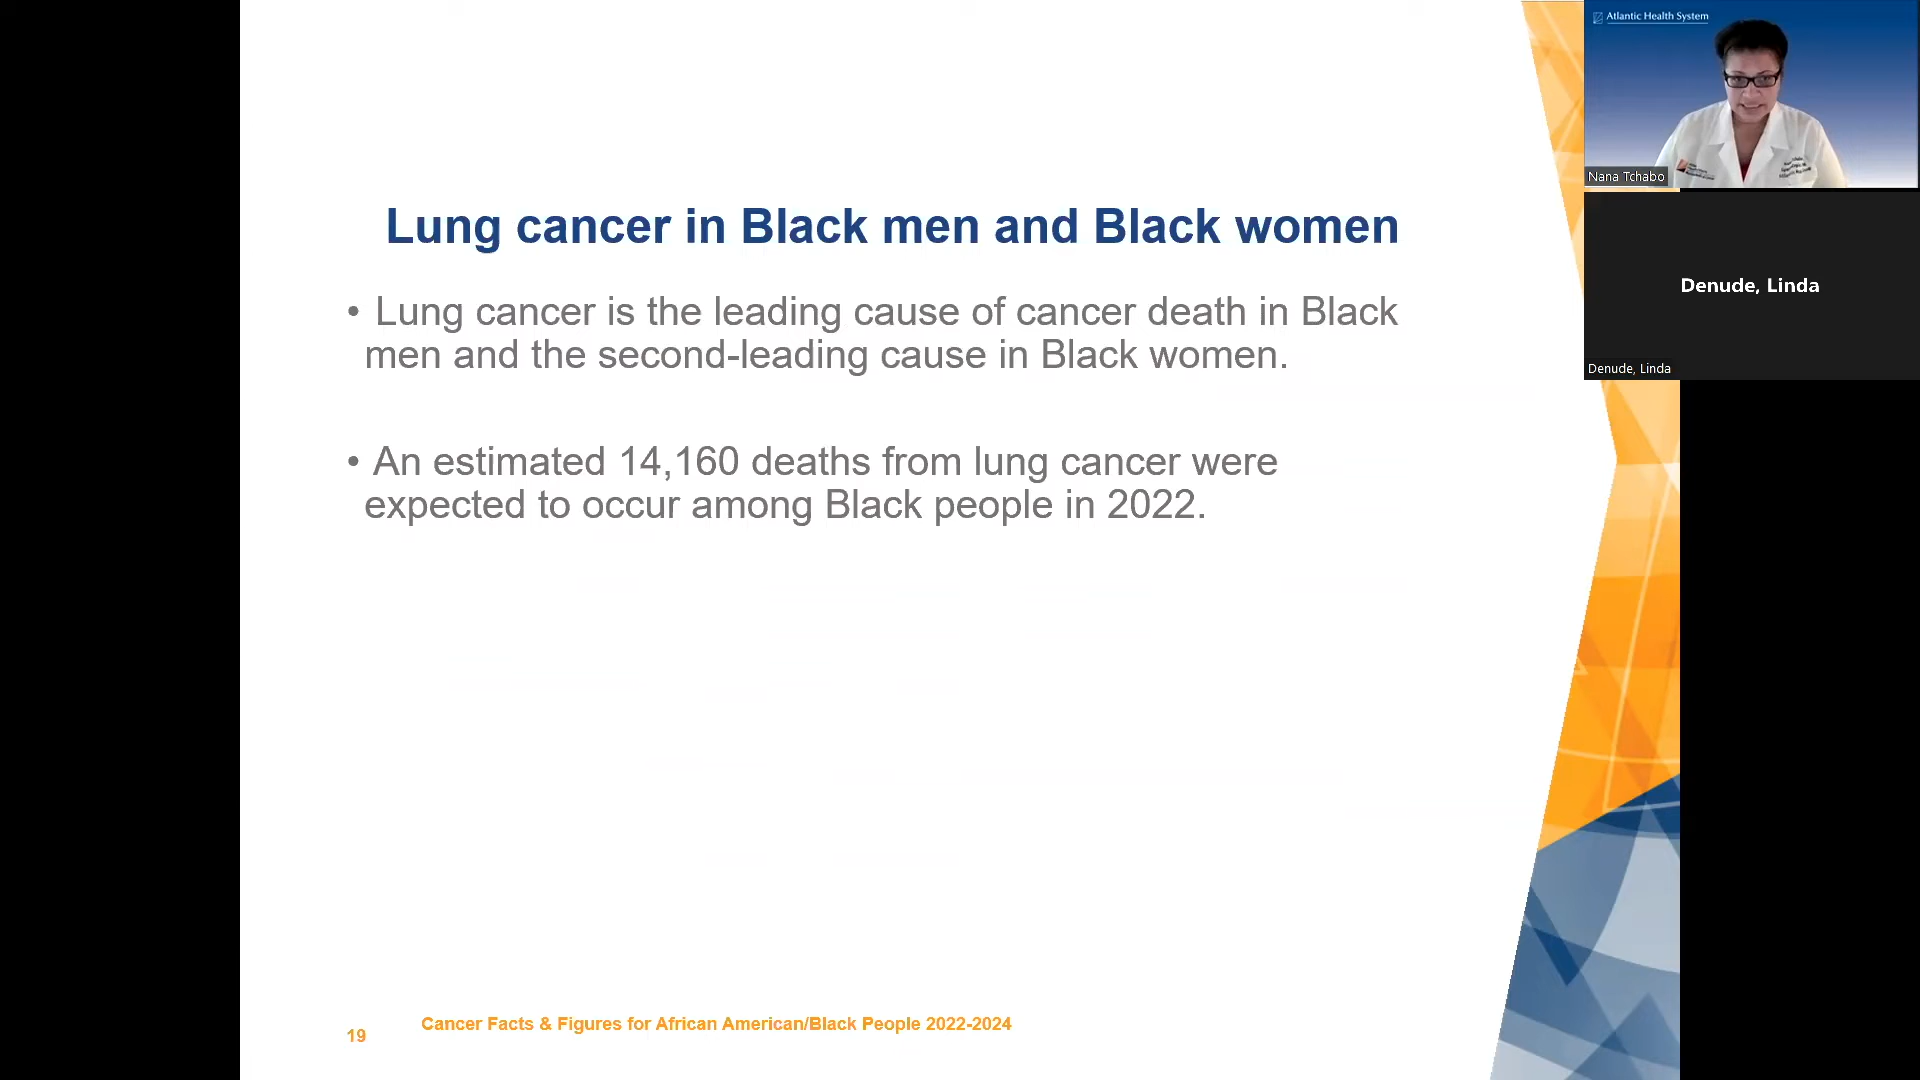 Lung cancer in Black men and Black women
• Lung cancer is the leading cause of cancer death in Black
men and the second-leading cause in Black women.
• An estimated 14,160 deaths from lung cancer were
expected to occur among Black people in 2022.
19
Cancer Facts & Figures for African American/Black People 2022-2024
Atlantic Health System
Nana Tchabo
Denude, Linda
Denude, Linda